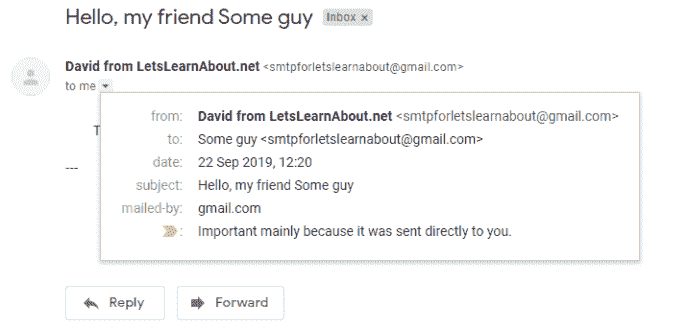 Hello, my friend Some guy Inbox x
David from LetsLearnAbout.net <smtpforletslearnabout@gmail.com>
to me
from: David from LetsLearnAbout.net <smtpforletslearnabout@gmail.com>
T
to: Some guy <smtpforletslearnabout@gmail.com>
date: 22 Sep 2019, 12:20
---
subject: Hello, my friend Some guy
mailed-by: gmail.com
: Important mainly because it was sent directly to you.
Reply Forward